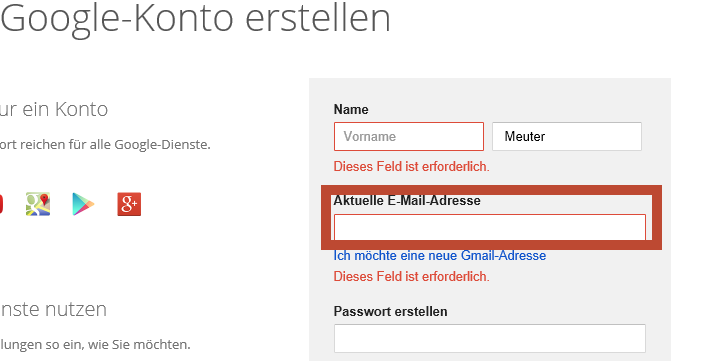 Google-Konto erstellen
ur ein Konto
ort reichen für alle Google-Dienste.
nste nutzen
lungen so ein, wie Sie möchten.
Name
Vorname Meuter
Dieses Feld ist erforderlich.
Aktuelle E-Mail-Adresse
Ich möchte eine neue Gmail-Adresse
Dieses Feld ist erforderlich.
Passwort erstellen